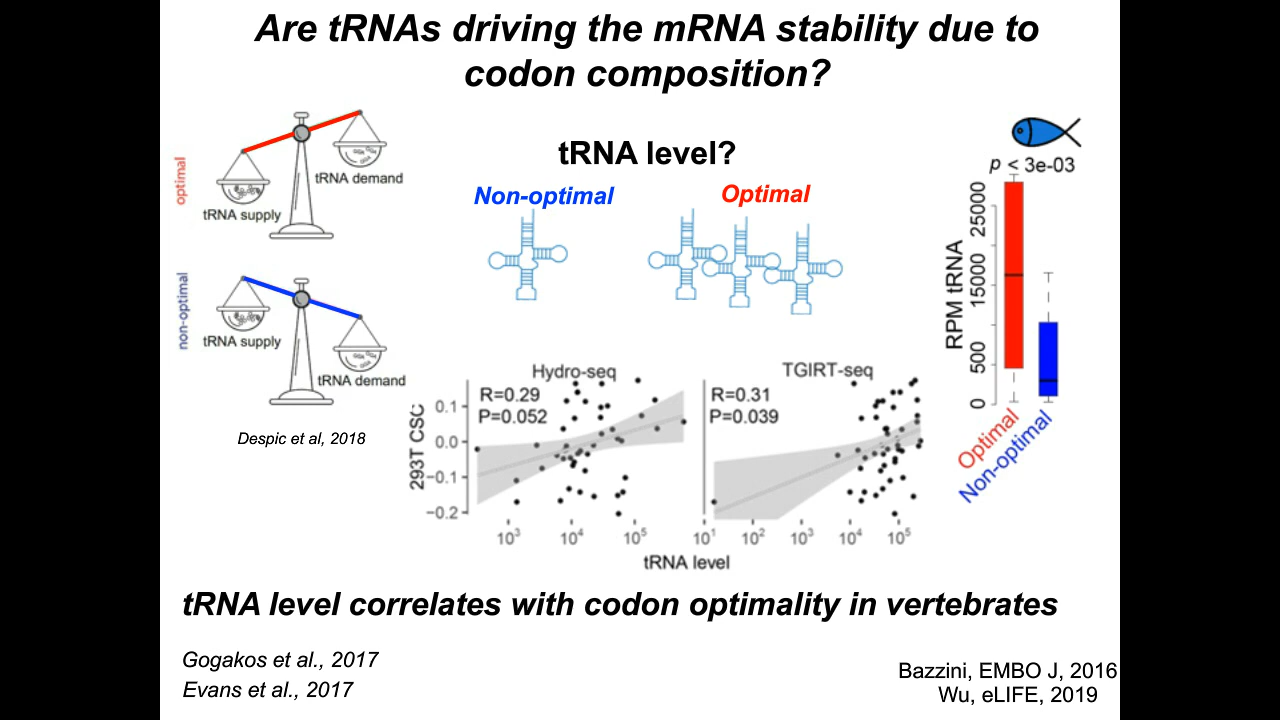 Are tRNAs driving the mRNA stability due to
codon composition?
optimal
tRNA demand
tRNA supply
non-optimal
tRNA supply
tRNA demand
Despic et al, 2018
tRNA level?
Non-optimal
Optimal
p < 3e-03
RPM tRNA
25000
15000
500
0
Optimal
Non-optimal
Hydro-seq
R=0.29
P=0.052
TGIRT-seq
R=0.31
P=0.039
293T CSC
0.1
0.0
−0.1
−0.2
10³ 10⁴ 10⁵
10¹ 10² 10³ 10⁴ 10⁵
tRNA level
tRNA level correlates with codon optimality in vertebrates
Gogakos et al., 2017
Evans et al., 2017
Bazzini, EMBO J, 2016
Wu, eLIFE, 2019